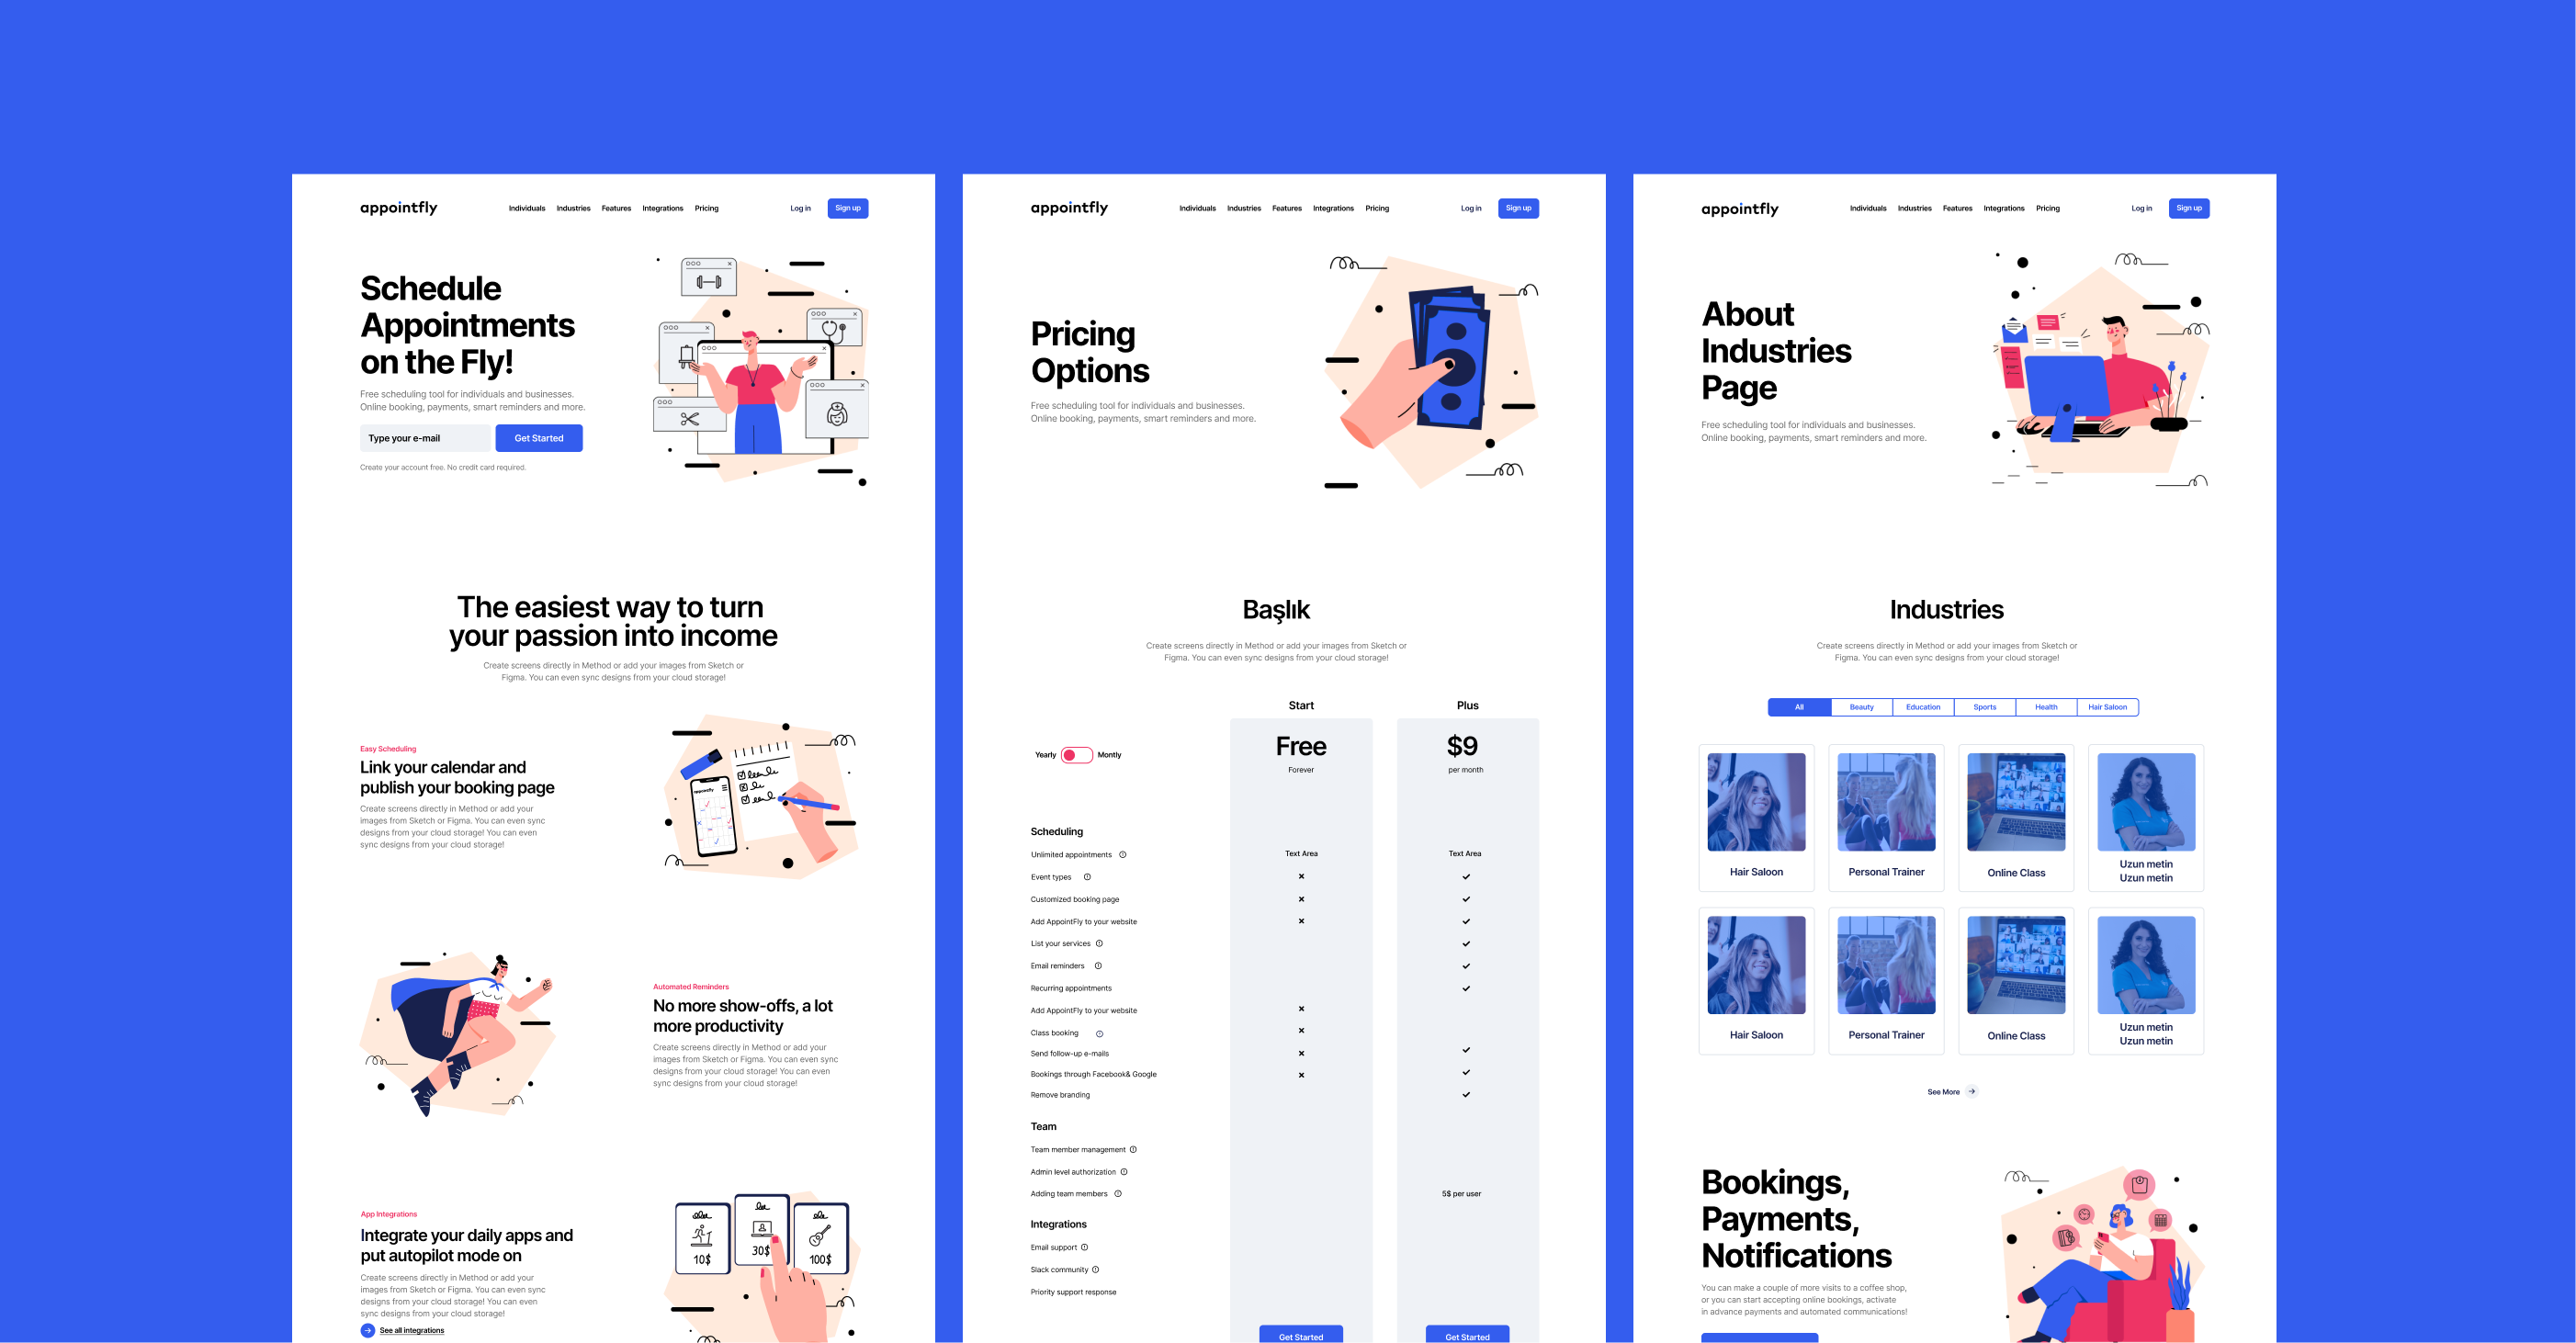 appointfly
Individuals Industries Features Integrations Pricing
Log in
Sign up
Schedule
Appointments
on the Fly!
Free scheduling tool for individuals and businesses.
Online booking, payments, smart reminders and more.
Type your e-mail
Get Started
Create your account free. No credit card required.
The easiest way to turn
your passion into income
Create screens directly in Method or add your images from Sketch or
Figma. You can even sync designs from your cloud storage!
Easy Scheduling
Link your calendar and
publish your booking page
Create screens directly in Method or add your
images from Sketch or Figma. You can even sync
designs from your cloud storage! You can even
sync designs from your cloud storage!
appointfly
Automated Reminders
No more show-offs, a lot
more productivity
Create screens directly in Method or add your
images from Sketch or Figma. You can even sync
designs from your cloud storage! You can even
sync designs from your cloud storage!
App Integrations
Integrate your daily apps and
put autopilot mode on
Create screens directly in Method or add your
images from Sketch or Figma. You can even sync
designs from your cloud storage! You can even
sync designs from your cloud storage!
See all integrations
10$
30$
100$
appointfly
Individuals Industries Features Integrations Pricing
Log in
Sign up
Pricing
Options
Free scheduling tool for individuals and businesses.
Online booking, payments, smart reminders and more.
Başlık
Create screens directly in Method or add your images from Sketch or
Figma. You can even sync designs from your cloud storage!
Start
Plus
Yearly
Montly
Free
Forever
$9
per month
Scheduling
Unlimited appointments Text Area Text Area
Event types
Customized booking page
Add AppointFly to your website
List your services
Email reminders
Recurring appointments
Add AppointFly to your website
Class booking
Send follow-up e-mails
Bookings through Facebook& Google
Remove branding
Team
Team member management
Admin level authorization
Adding team members 5$ per user
Integrations
Email support
Slack community
Priority support response
Get Started
Get Started
appointfly
Individuals Industries Features Integrations Pricing
Log in
Sign up
About
Industries
Page
Free scheduling tool for individuals and businesses.
Online booking, payments, smart reminders and more.
Industries
Create screens directly in Method or add your images from Sketch or
Figma. You can even sync designs from your cloud storage!
All Beauty Education Sports Health Hair Saloon
Hair Saloon
Personal Trainer
Online Class
Uzun metin
Uzun metin
Hair Saloon
Personal Trainer
Online Class
Uzun metin
Uzun metin
See More
Bookings,
Payments,
Notifications
You can make a couple of more visits to a coffee shop,
or you can start accepting online bookings, activate
in advance payments and automated communications!